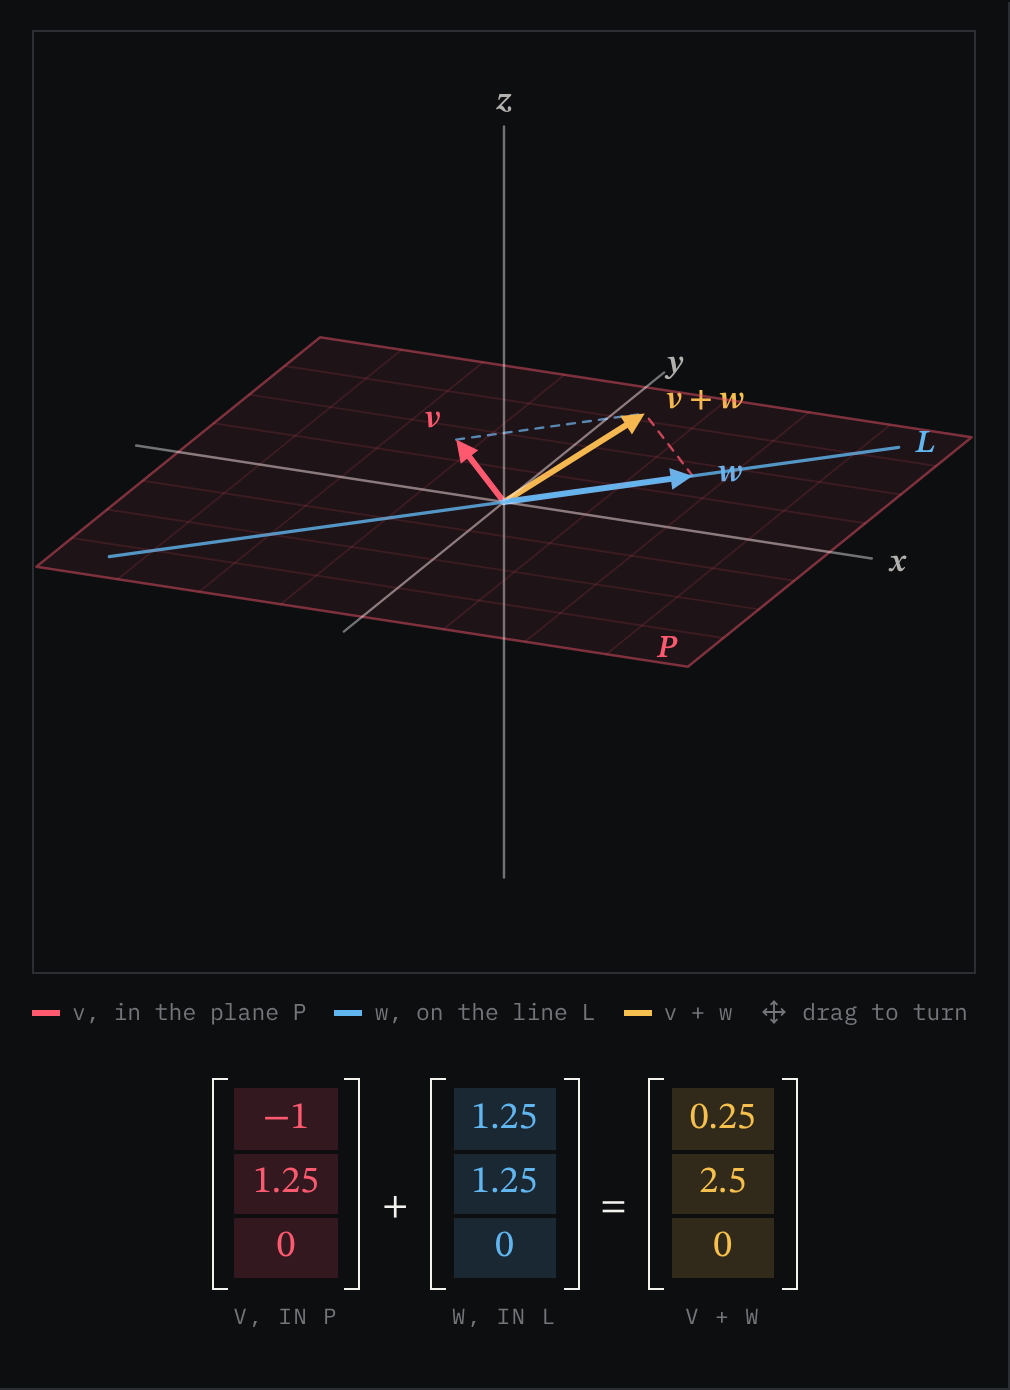 z
y
v + w
v
L
w
x
P
v, in the plane P w, on the line L v + w drag to turn
−1 1.25 0.25
1.25 + 1.25 = 2.5
0 0 0
V, IN P W, IN L V + W